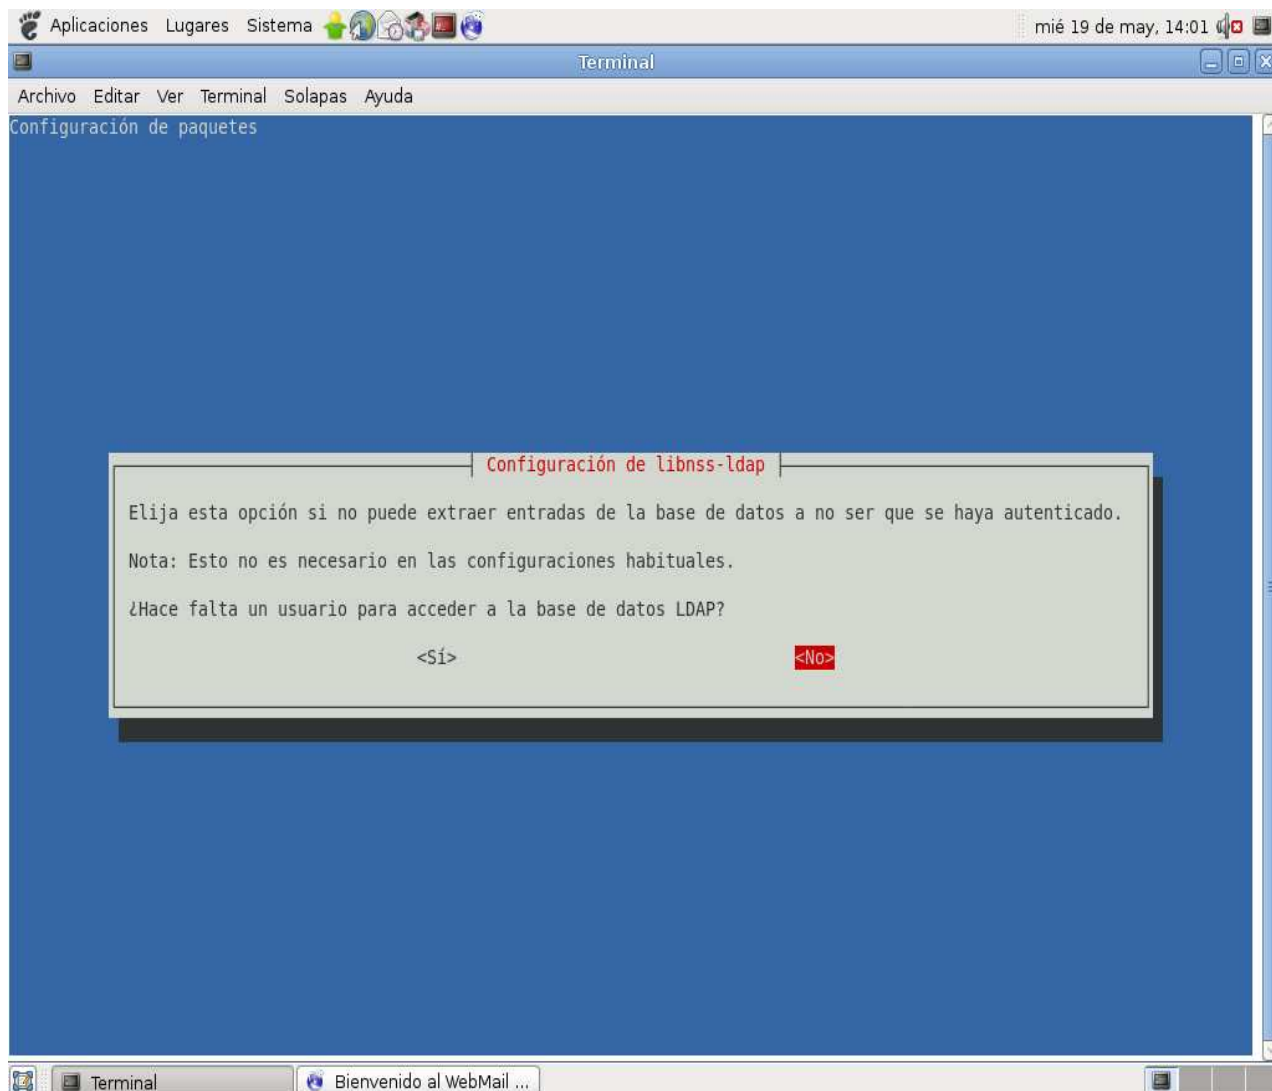 Aplicaciones Lugares Sistema mié 19 de may, 14:01
Terminal
Archivo Editar Ver Terminal Solapas Ayuda
Configuración de paquetes
Configuración de libnss-ldap
Elija esta opción si no puede extraer entradas de la base de datos a no ser que se haya autenticado.
Nota: Esto no es necesario en las configuraciones habituales.
¿Hace falta un usuario para acceder a la base de datos LDAP?
<Sí> <No>
Terminal Bienvenido al WebMail ...